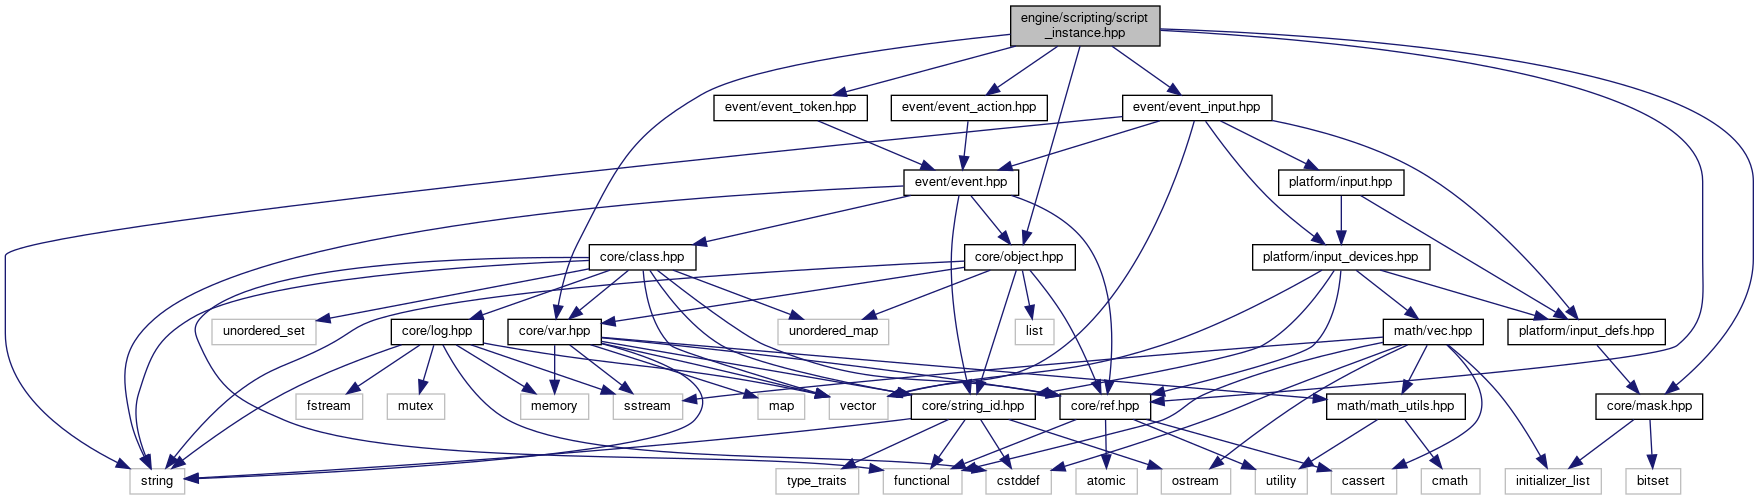 engine/scripting/script
_instance.hpp
event/event_token.hpp
event/event_action.hpp
event/event_input.hpp
event/event.hpp
platform/input.hpp
core/class.hpp
core/object.hpp
platform/input_devices.hpp
unordered_set
core/log.hpp
core/var.hpp
unordered_map
list
math/vec.hpp
platform/input_defs.hpp
fstream
mutex
memory
sstream
map
vector
core/string_id.hpp
core/ref.hpp
math/math_utils.hpp
core/mask.hpp
string
type_traits
functional
cstddef
atomic
ostream
utility
cassert
cmath
initializer_list
bitset